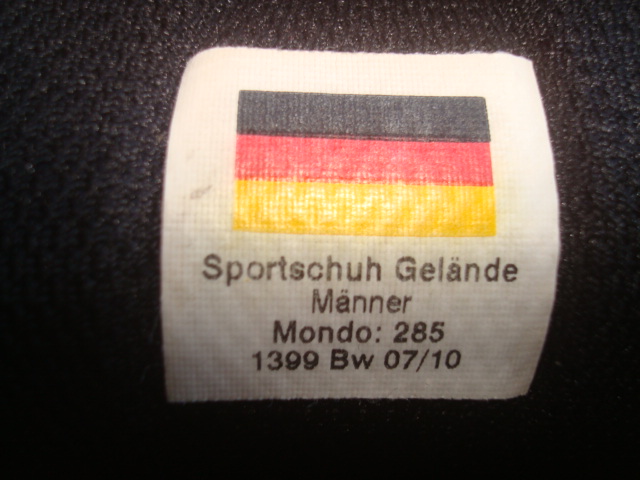 Sportschuh Gelände
Männer
Mondo: 285
1399 Bw 07/10